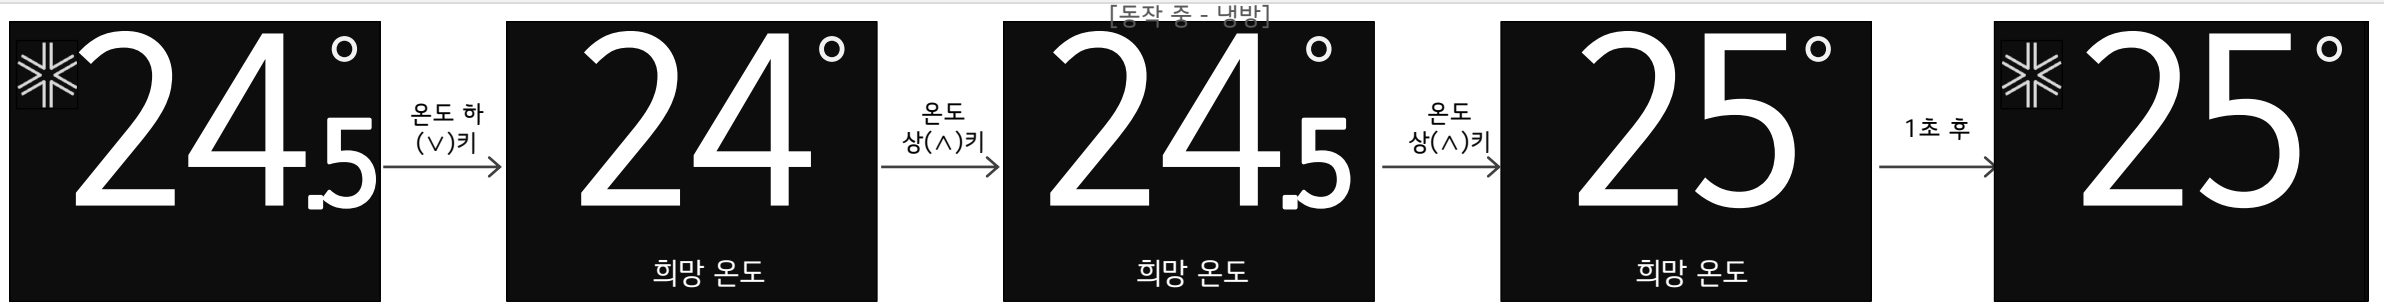 [동작 중 - 냉방]
24.5°
온도 하
(∨)키
24°
희망 온도
온도
상(∧)키
24.5°
희망 온도
온도
상(∧)키
25°
희망 온도
1초 후
25°